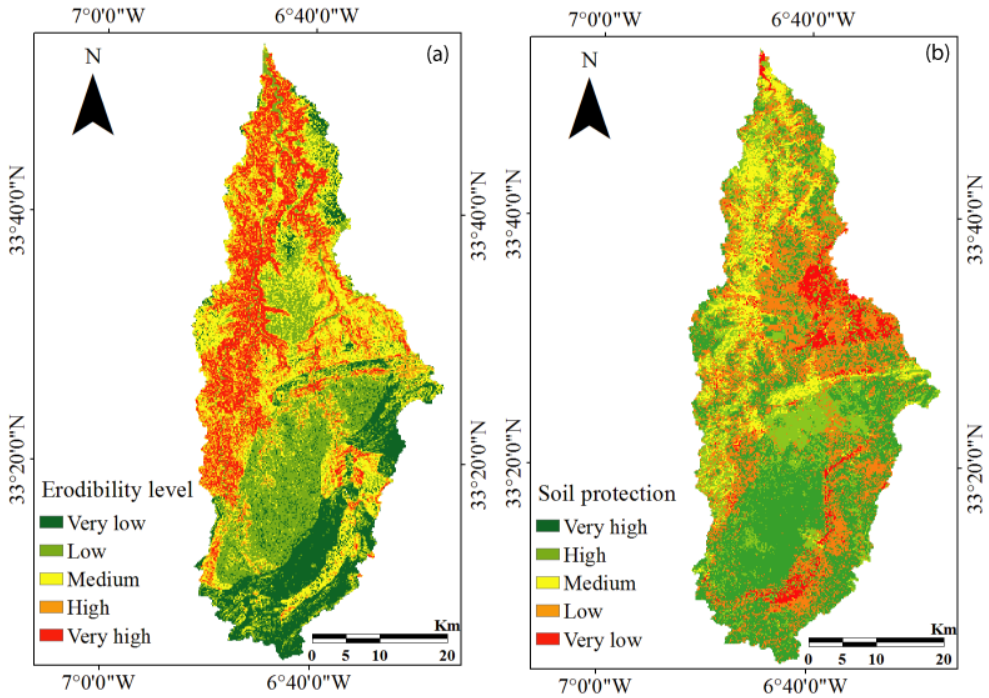 7°0'0"W 6°40'0"W
(a)
N
33°40'0"N
33°40'0"N
33°20'0"N
33°20'0"N
Erodibility level
Very low
Low
Medium
High
Very high
Km
0 5 10 20
7°0'0"W 6°40'0"W
7°0'0"W 6°40'0"W
(b)
N
33°40'0"N
33°40'0"N
33°20'0"N
33°20'0"N
Soil protection
Very high
High
Medium
Low
Very low
Km
0 5 10 20
7°0'0"W 6°40'0"W